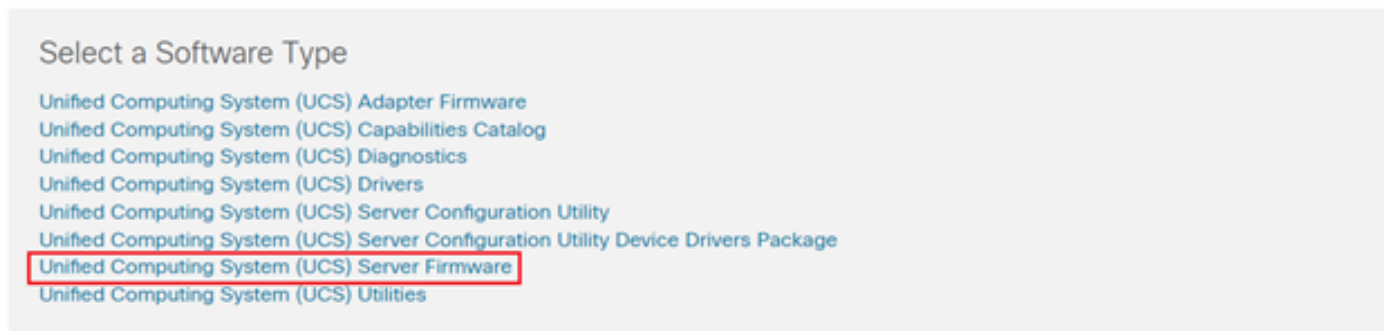 Select a Software Type
Unified Computing System (UCS) Adapter Firmware
Unified Computing System (UCS) Capabilities Catalog
Unified Computing System (UCS) Diagnostics
Unified Computing System (UCS) Drivers
Unified Computing System (UCS) Server Configuration Utility
Unified Computing System (UCS) Server Configuration Utility Device Drivers Package
Unified Computing System (UCS) Server Firmware
Unified Computing System (UCS) Utilities